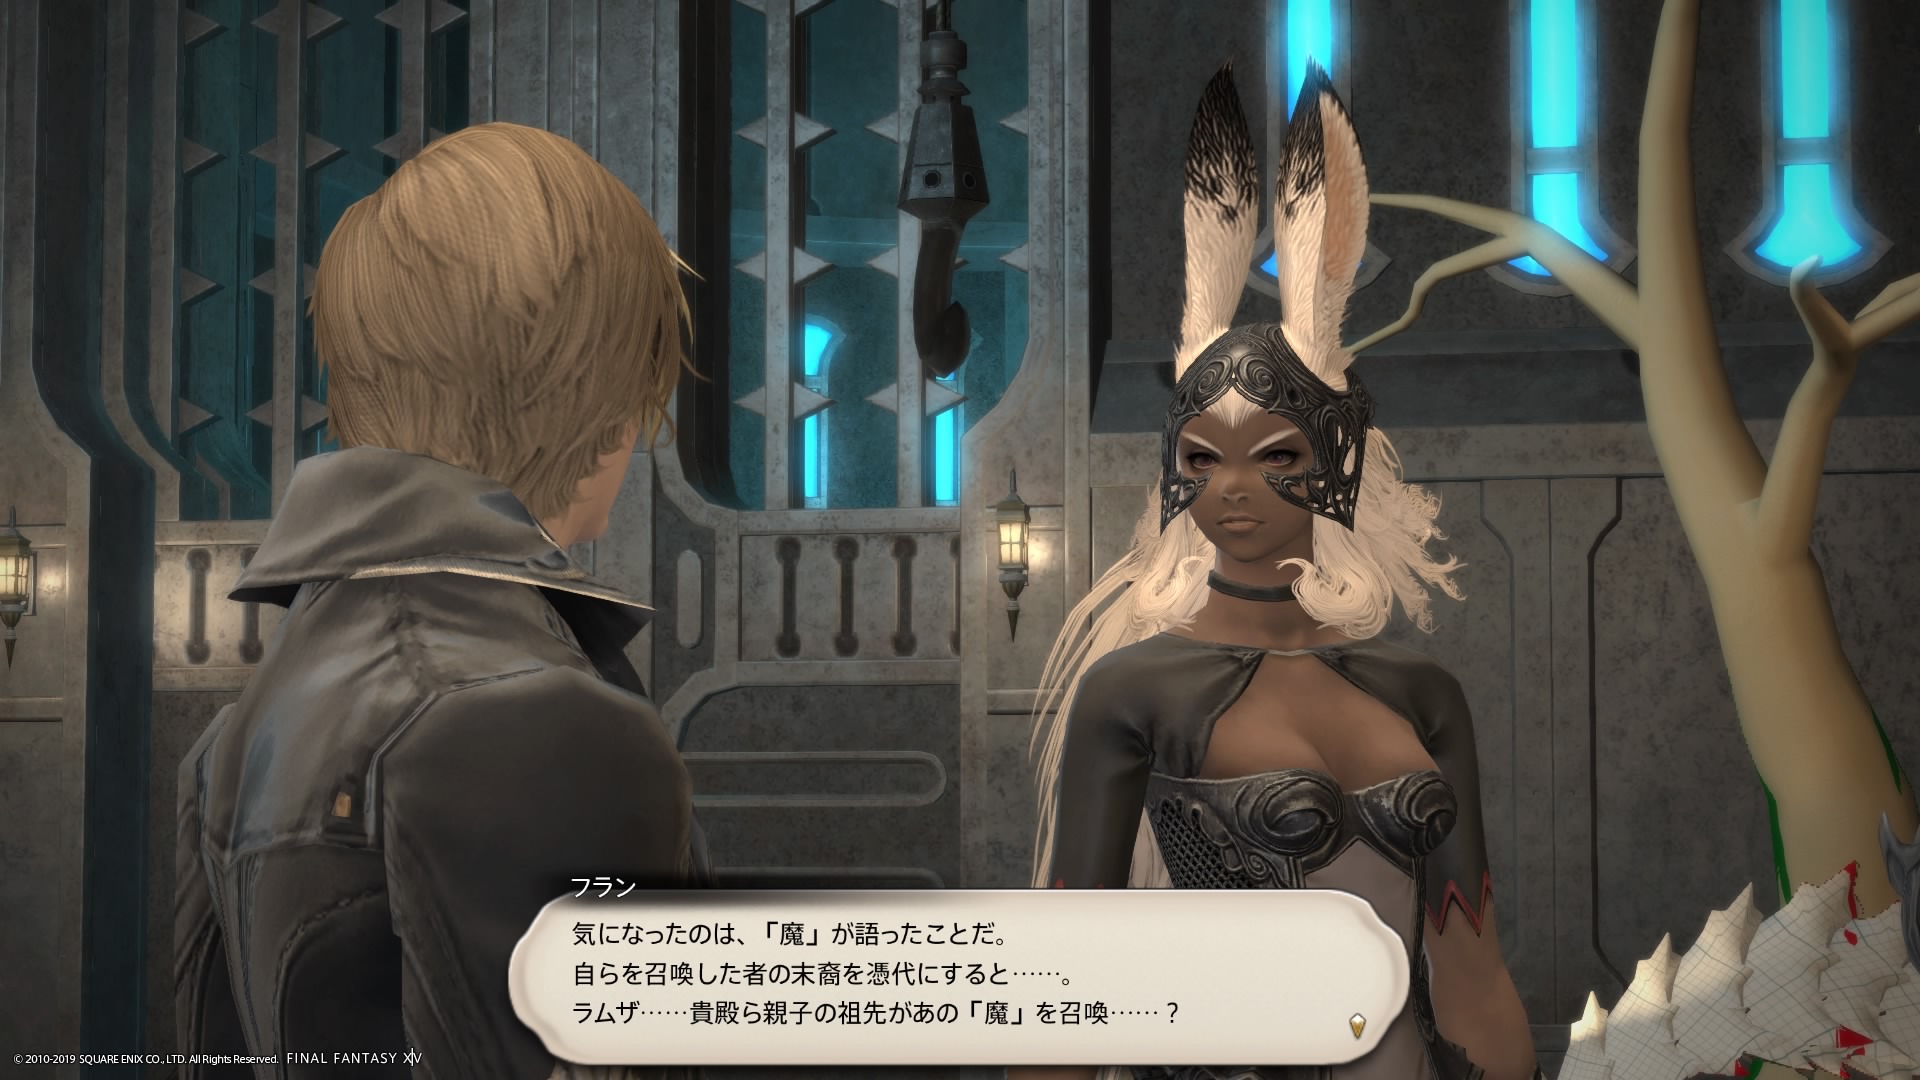 フラン
気になったのは、「魔」が語ったことだ。
自らを召喚した者の末裔を憑代にすると……。
ラムザ……貴殿ら親子の祖先があの「魔」を召喚……？
© 2010-2019 SQUARE ENIX CO., LTD. All Rights Reserved. FINAL FANTASY XIV